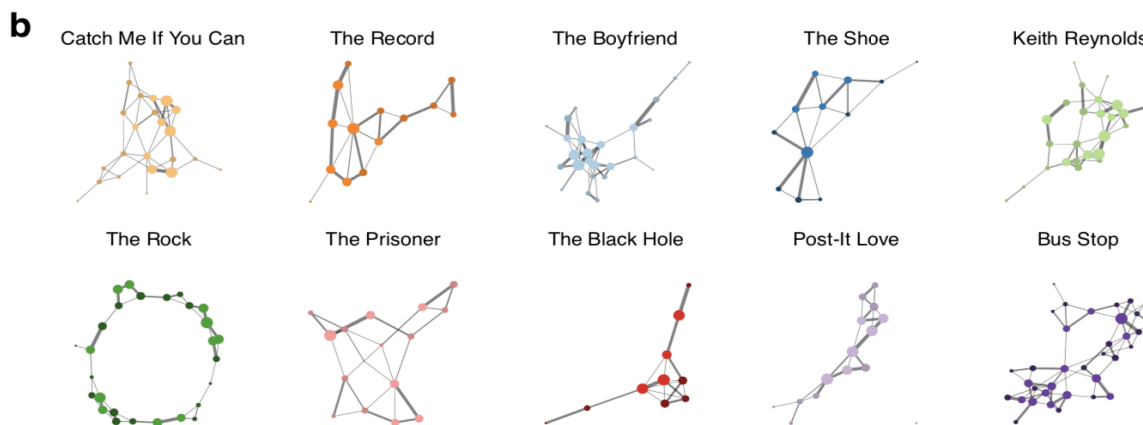 b
Catch Me If You Can
The Record
The Boyfriend
The Shoe
Keith Reynolds
The Rock
The Prisoner
The Black Hole
Post-It Love
Bus Stop